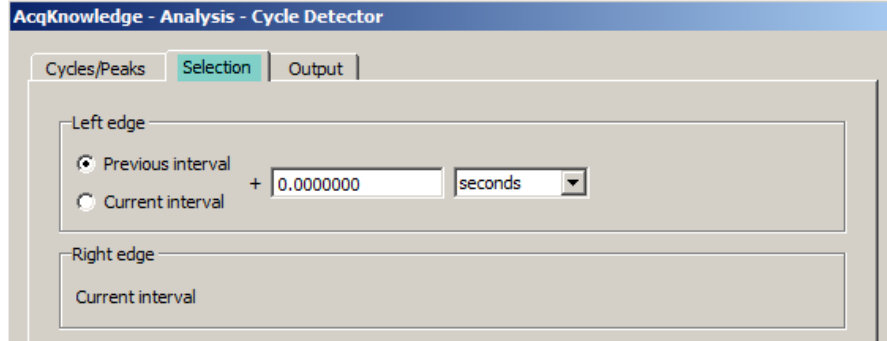 AcqKnowledge - Analysis - Cycle Detector
Cycles/Peaks Selection Output
Left edge
Previous interval
+ 0.0000000 seconds
Current interval
Right edge
Current interval